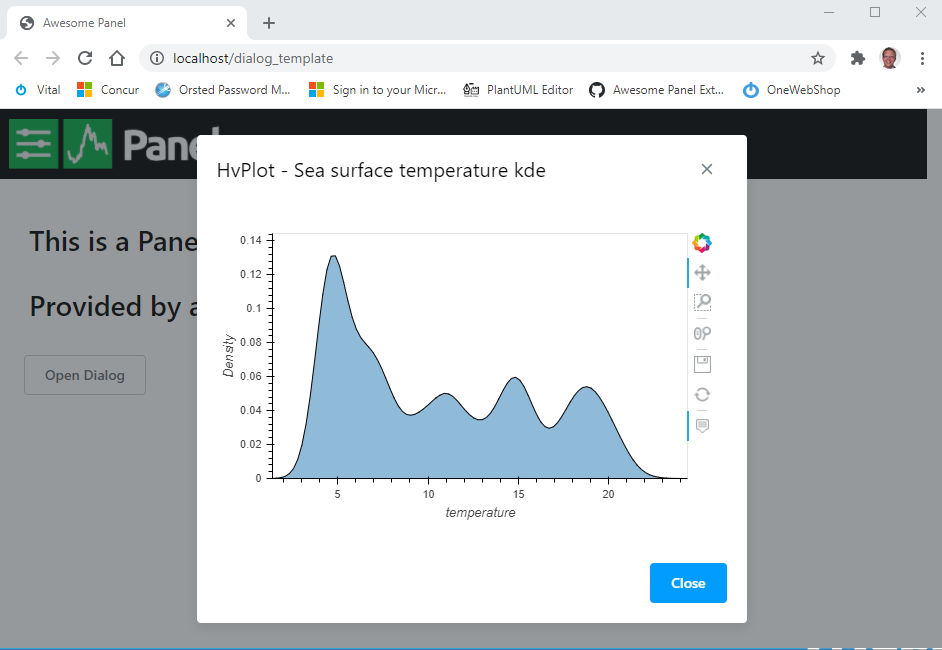 Awesome Panel
localhost/dialog_template
Vital Concur Orsted Password M... Sign in to your Micr... PlantUML Editor Awesome Panel Ext... OneWebShop »
Panel
HvPlot - Sea surface temperature kde
This is a Pane
Provided by a
Open Dialog
0.14
0.12
0.1
0.08
0.06
0.04
0.02
0
Density
5 10 15 20
temperature
Close